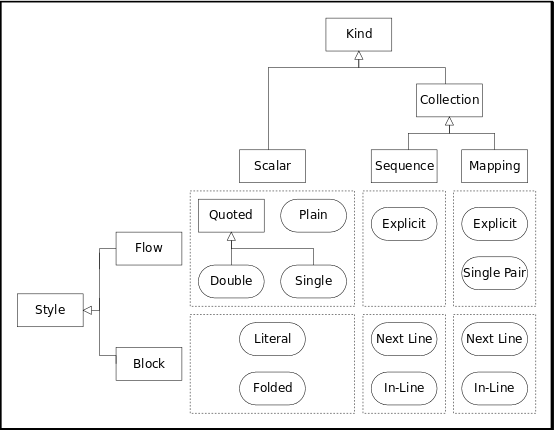 Kind
Collection
Scalar
Sequence
Mapping
Quoted
Plain
Explicit
Explicit
Flow
Double
Single
Single Pair
Style
Literal
Next Line
Next Line
Block
Folded
In-Line
In-Line